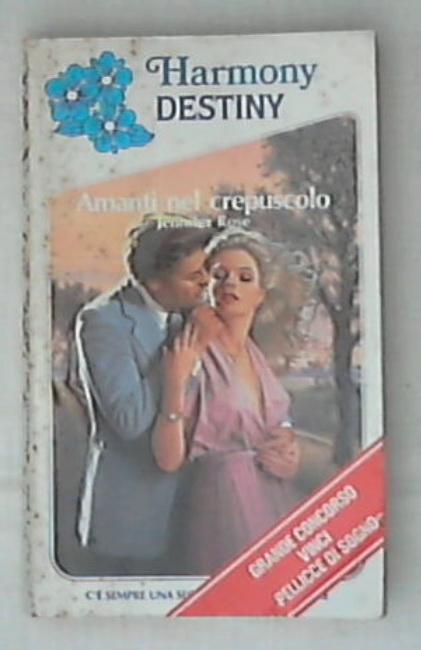 Harmony
DESTINY
Amanti nel crepuscolo
Jennifer Rose
GRANDE CONCORSO
VINCI
PELLICCE DI SOGNO
C'È SEMPRE UNA